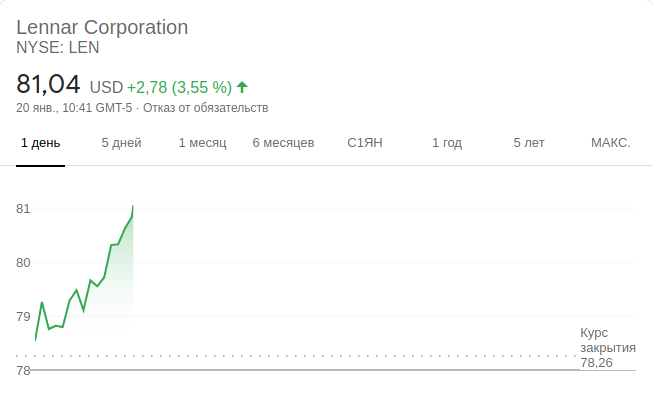 Lennar Corporation
NYSE: LEN
81,04 USD +2,78 (3,55 %)
20 янв., 10:41 GMT-5 · Отказ от обязательств
1 день 5 дней 1 месяц 6 месяцев С1ЯН 1 год 5 лет МАКС.
81
80
79
78
Курс
закрытия
78,26